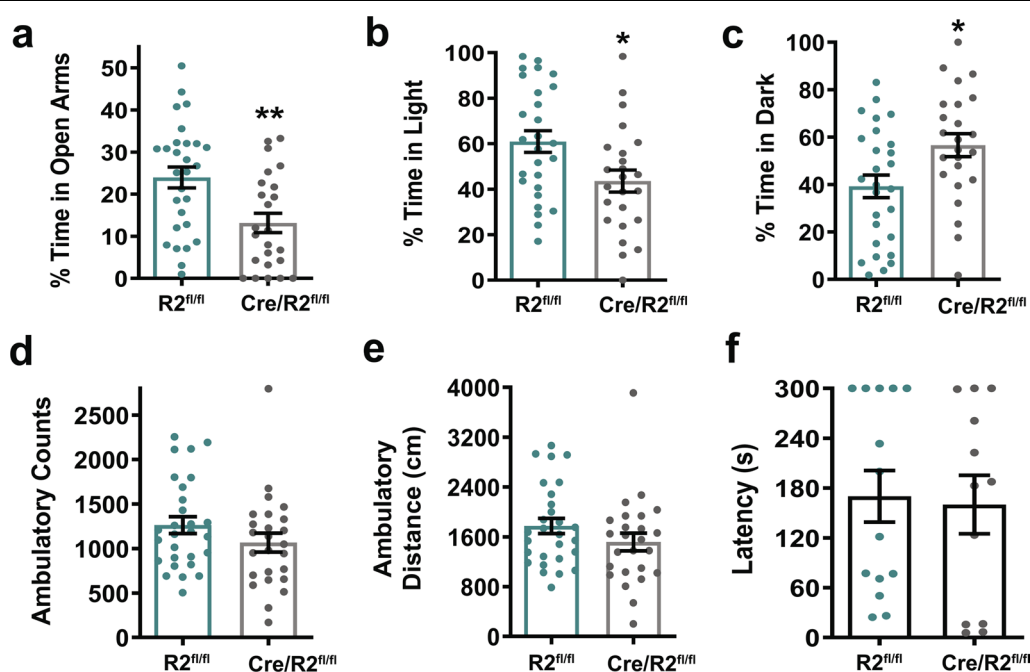 a
% Time in Open Arms
50
40
30
20
10
0
**
R2fl/fl
Cre/R2fl/fl
b
% Time in Light
100
80
60
40
20
0
*
R2fl/fl
Cre/R2fl/fl
c
% Time in Dark
100
80
60
40
20
0
*
R2fl/fl
Cre/R2fl/fl
d
Ambulatory Counts
2500
2000
1500
1000
500
0
R2fl/fl
Cre/R2fl/fl
e
Ambulatory
Distance (cm)
4000
3200
2400
1600
800
0
R2fl/fl
Cre/R2fl/fl
f
Latency (s)
300
240
180
120
60
0
R2fl/fl
Cre/R2fl/fl